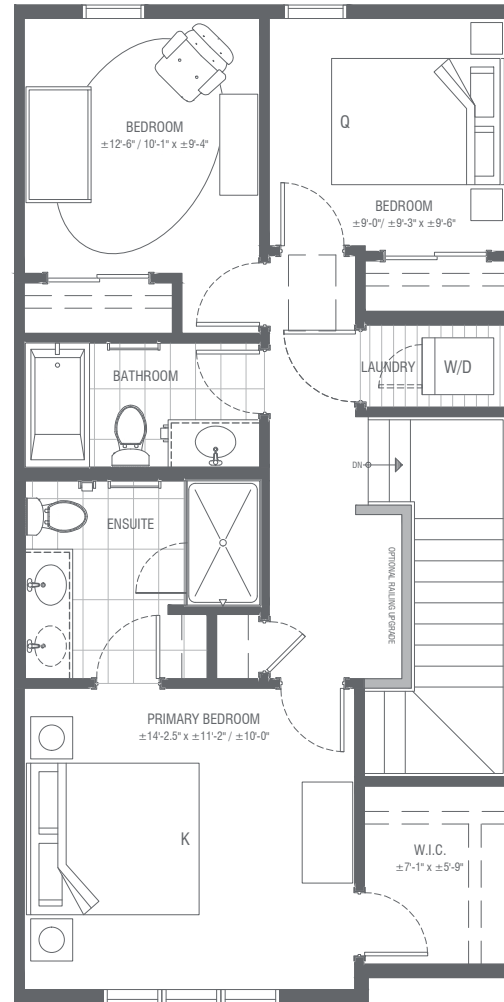 BEDROOM
±12'-6" / 10'-1" x ±9'-4"
Q
BEDROOM
±9'-0"/ ±9'-3" x ±9'-6"
BATHROOM
LAUNDRY
W/D
DN
ENSUITE
OPTIONAL RAILING UPGRADE
PRIMARY BEDROOM
±14'-2.5" x ±11'-2" / ±10'-0"
K
W.I.C.
±7'-1" x ±5'-9"